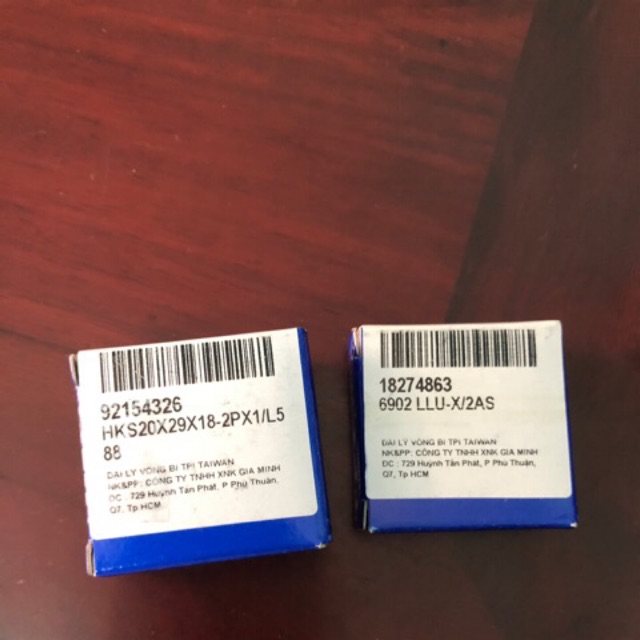 92154326
HKS20X29X18-2PX1/L5
88
ĐẠI LÝ VÒNG BI TPI TAIWAN
NK&PP: CÔNG TY TNHH XNK GIA MINH
ĐC : 729 Huỳnh Tấn Phát, P Phú Thuận,
Q7, Tp HCM
18274863
6902 LLU-X/2AS
ĐẠI LÝ VÒNG BI TPI TAIWAN
NK&PP: CÔNG TY TNHH XNK GIA MINH
ĐC : 729 Huỳnh Tấn Phát, P Phú Thuận,
Q7, Tp HCM